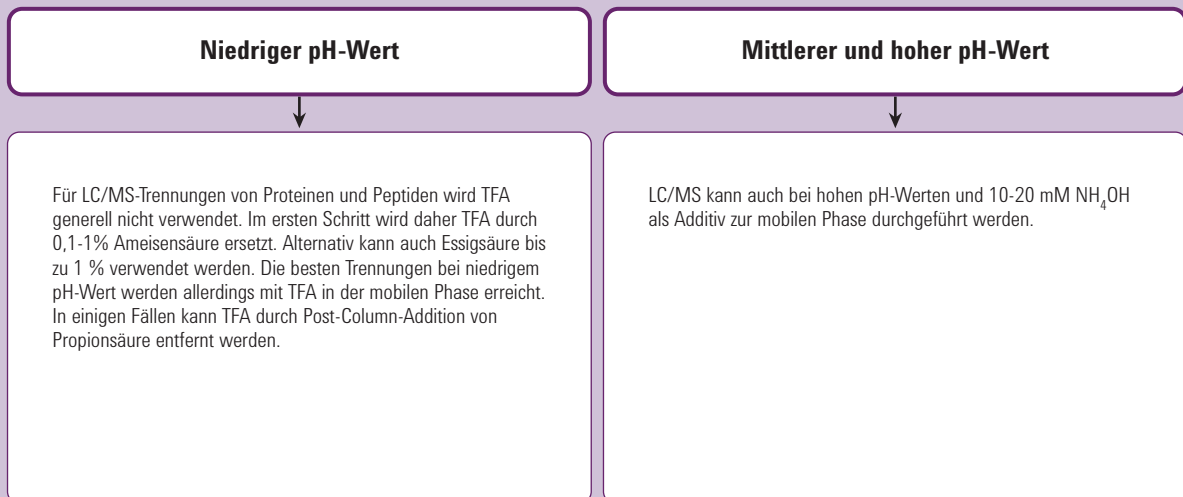 Niedriger pH-Wert
Für LC/MS-Trennungen von Proteinen und Peptiden wird TFA
generell nicht verwendet. Im ersten Schritt wird daher TFA durch
0,1-1% Ameisensäure ersetzt. Alternativ kann auch Essigsäure bis
zu 1 % verwendet werden. Die besten Trennungen bei niedrigem
pH-Wert werden allerdings mit TFA in der mobilen Phase erreicht.
In einigen Fällen kann TFA durch Post-Column-Addition von
Propionsäure entfernt werden.
Mittlerer und hoher pH-Wert
LC/MS kann auch bei hohen pH-Werten und 10-20 mM NH₄OH
als Additiv zur mobilen Phase durchgeführt werden.